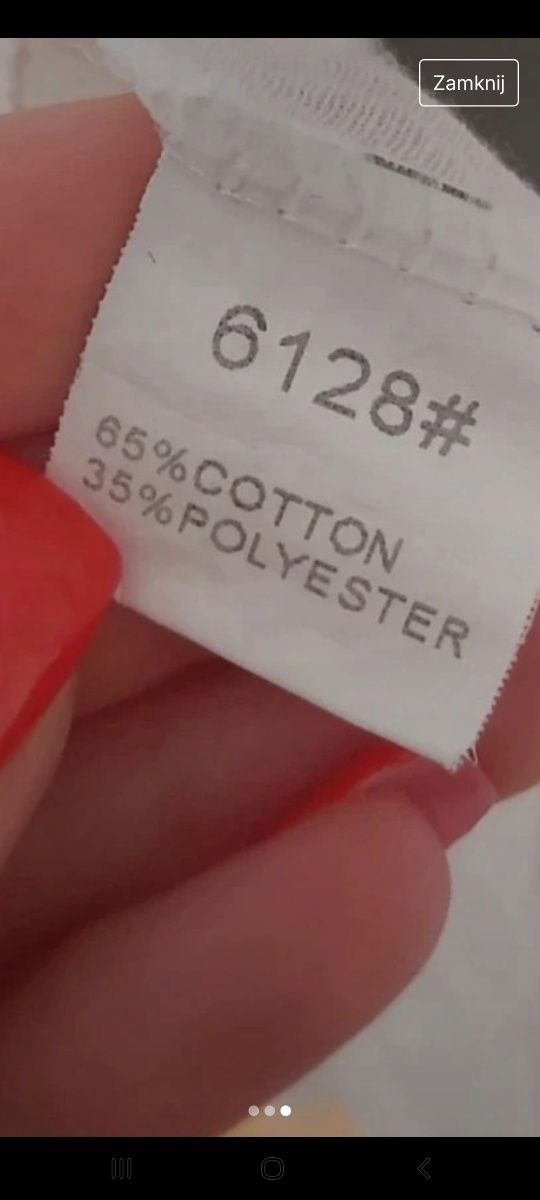 Zamknij
6128#
65%COTTON
35%POLYESTER